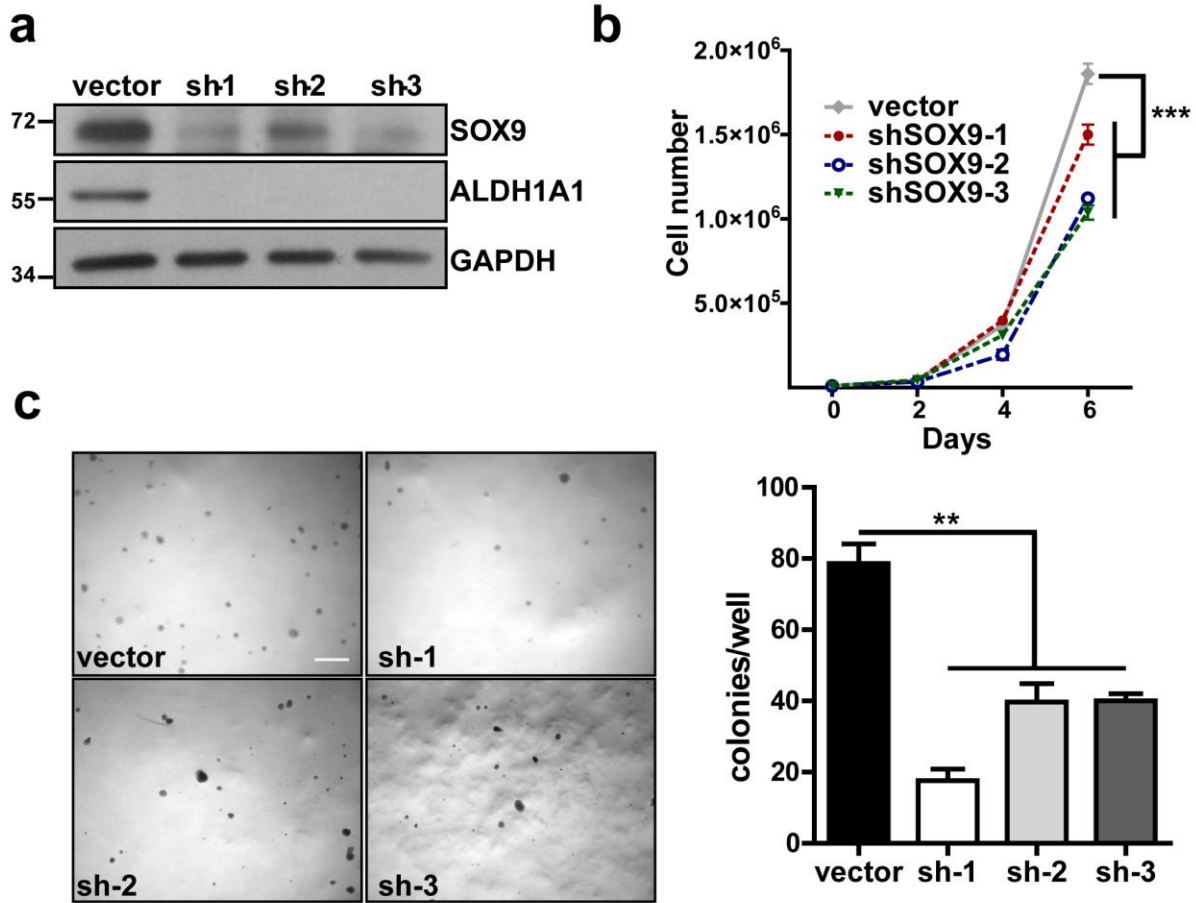 a
vector sh-1 sh-2 sh-3
72
SOX9
55
ALDH1A1
34
GAPDH
b
Cell number
2.0×10⁶
1.5×10⁶
1.0×10⁶
5.0×10⁵
vector
shSOX9-1
shSOX9-2
shSOX9-3
***
0 2 4 6
Days
c
vector
sh-1
sh-2
sh-3
colonies/well
100
80
60
40
20
0
**
vector sh-1 sh-2 sh-3